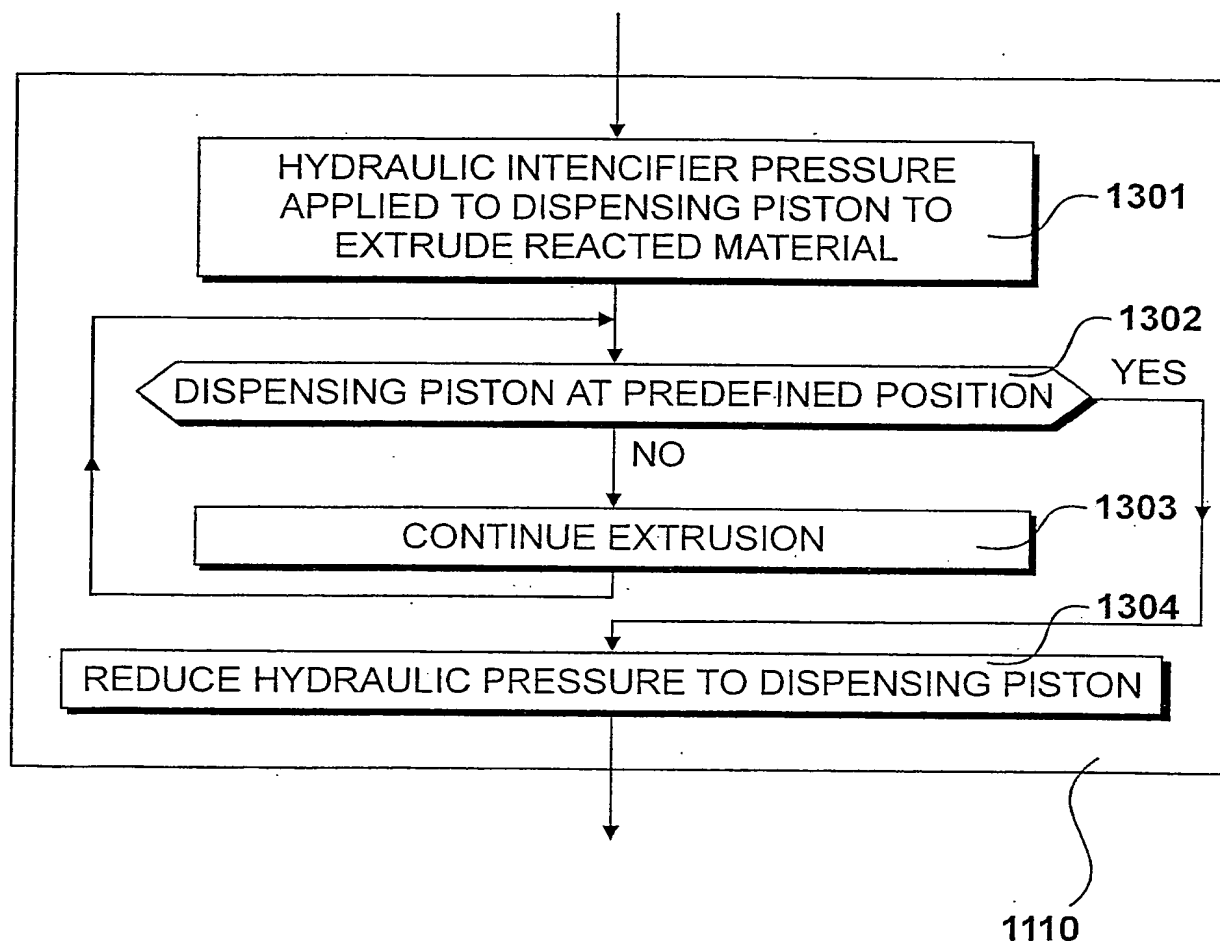 HYDRAULIC INTENCIFIER PRESSURE
APPLIED TO DISPENSING PISTON TO
EXTRUDE REACTED MATERIAL
1301
1302
DISPENSING PISTON AT PREDEFINED POSITION
YES
NO
1303
CONTINUE EXTRUSION
1304
REDUCE HYDRAULIC PRESSURE TO DISPENSING PISTON
1110